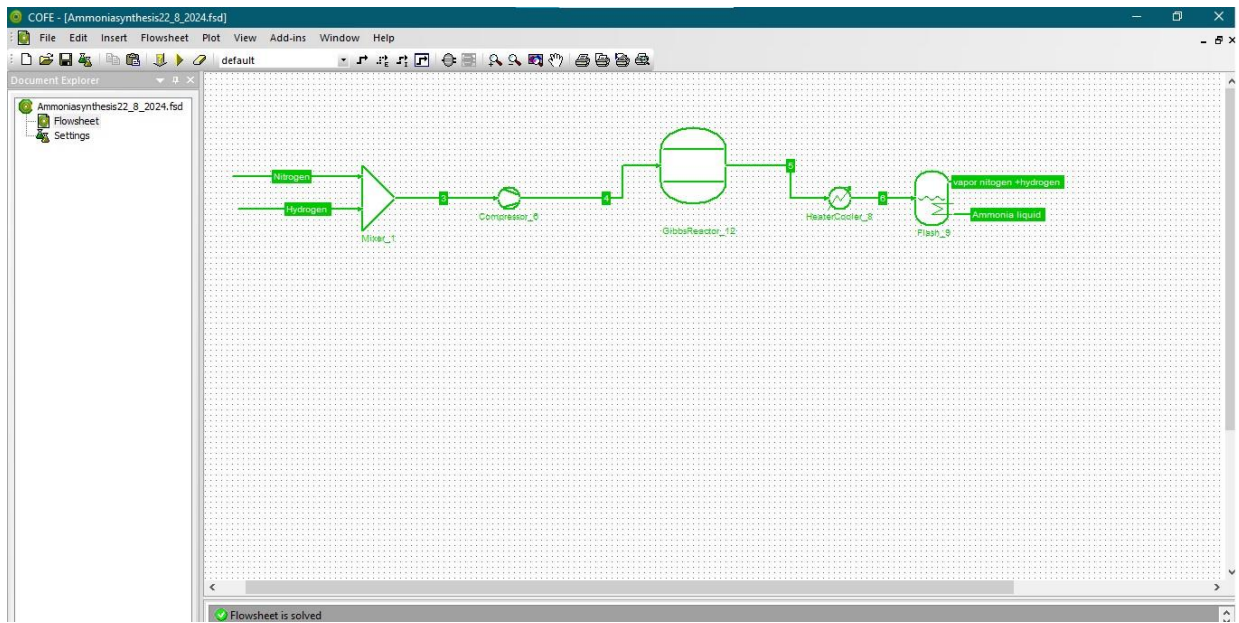 COFE - [Ammoniasynthesis22_8_2024.fsd]
File Edit Insert Flowsheet Plot View Add-ins Window Help
default
Document Explorer
Ammoniasynthesis22_8_2024.fsd
Flowsheet
Settings
Nitrogen
Hydrogen
Mixer_1
3
Compressor_6
4
GibbsReactor_12
5
HeaterCooler_8
6
vapor nitogen +hydrogen
Ammonia liquid
Flash_9
Flowsheet is solved